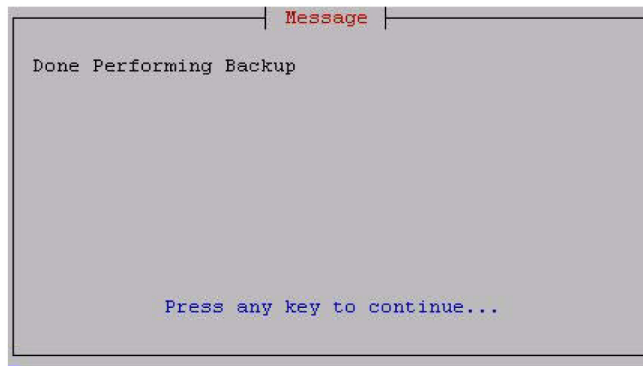 Message
Done Performing Backup
Press any key to continue...